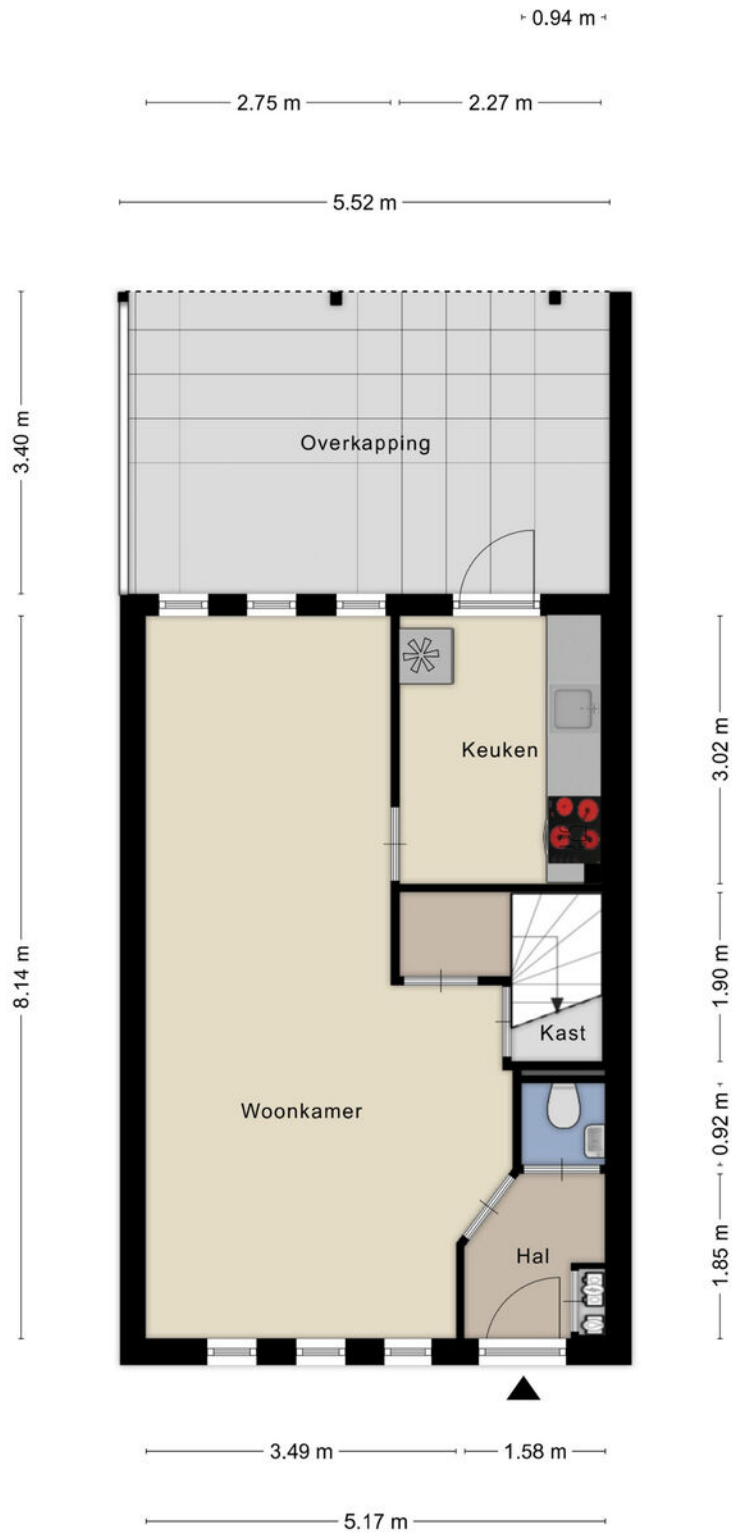 0.94 m
2.75 m
2.27 m
5.52 m
3.40 m
Overkapping
3.02 m
Keuken
8.14 m
1.90 m
Kast
Woonkamer
0.92 m
1.85 m
Hal
3.49 m
1.58 m
5.17 m